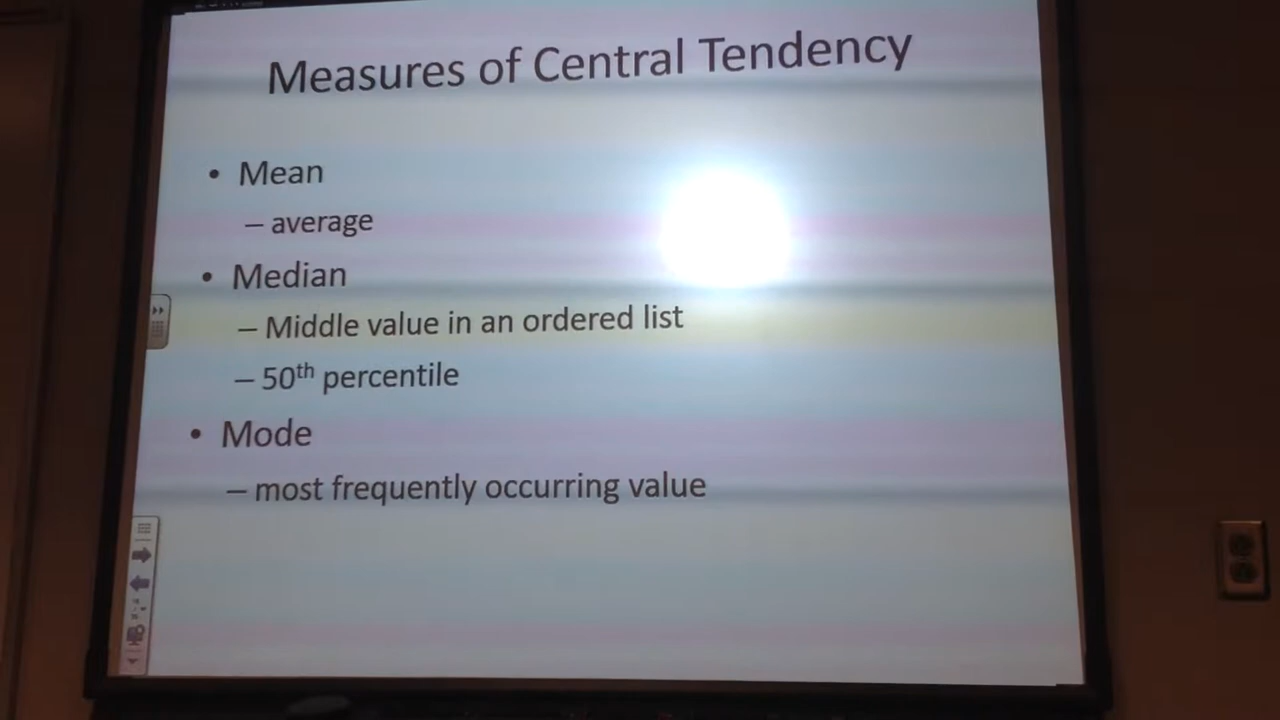 Measures of Central Tendency
• Mean
– average
• Median
– Middle value in an ordered list
– 50th percentile
• Mode
– most frequently occurring value